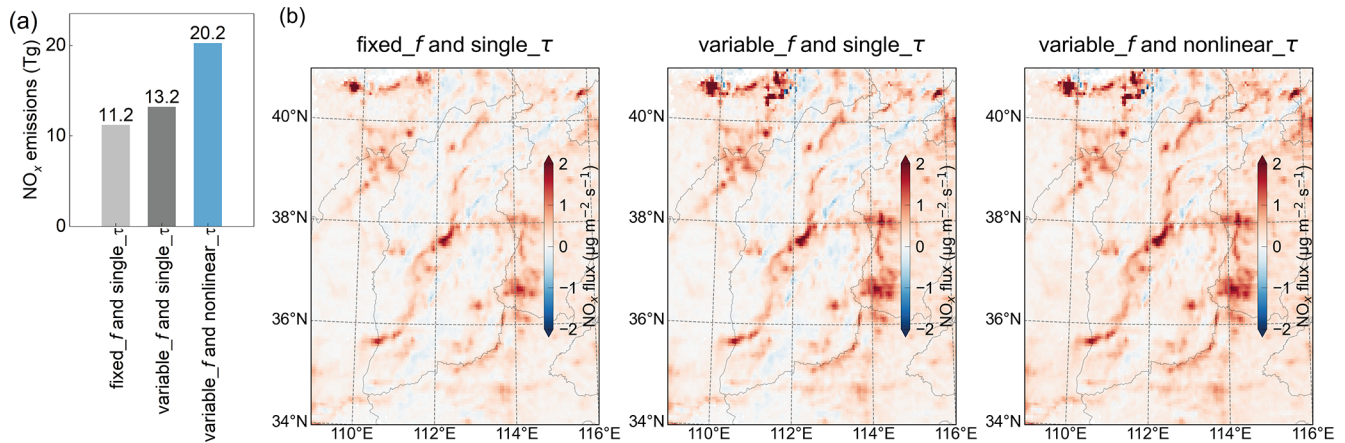 (a)
NOx emissions (Tg)
20
10
0
11.2
13.2
20.2
fixed_f and single_τ
variable_f and single_τ
variable_f and nonlinear_τ
(b)
fixed_f and single_τ
40°N
38°N
36°N
34°N
110°E
112°E
114°E
116°E
2
1
0
−1
−2
NOx flux (μg m−2 s−1)
variable_f and single_τ
40°N
38°N
36°N
34°N
110°E
112°E
114°E
116°E
2
1
0
−1
−2
NOx flux (μg m−2 s−1)
variable_f and nonlinear_τ
40°N
38°N
36°N
34°N
110°E
112°E
114°E
116°E
2
1
0
−1
−2
NOx flux (μg m−2 s−1)